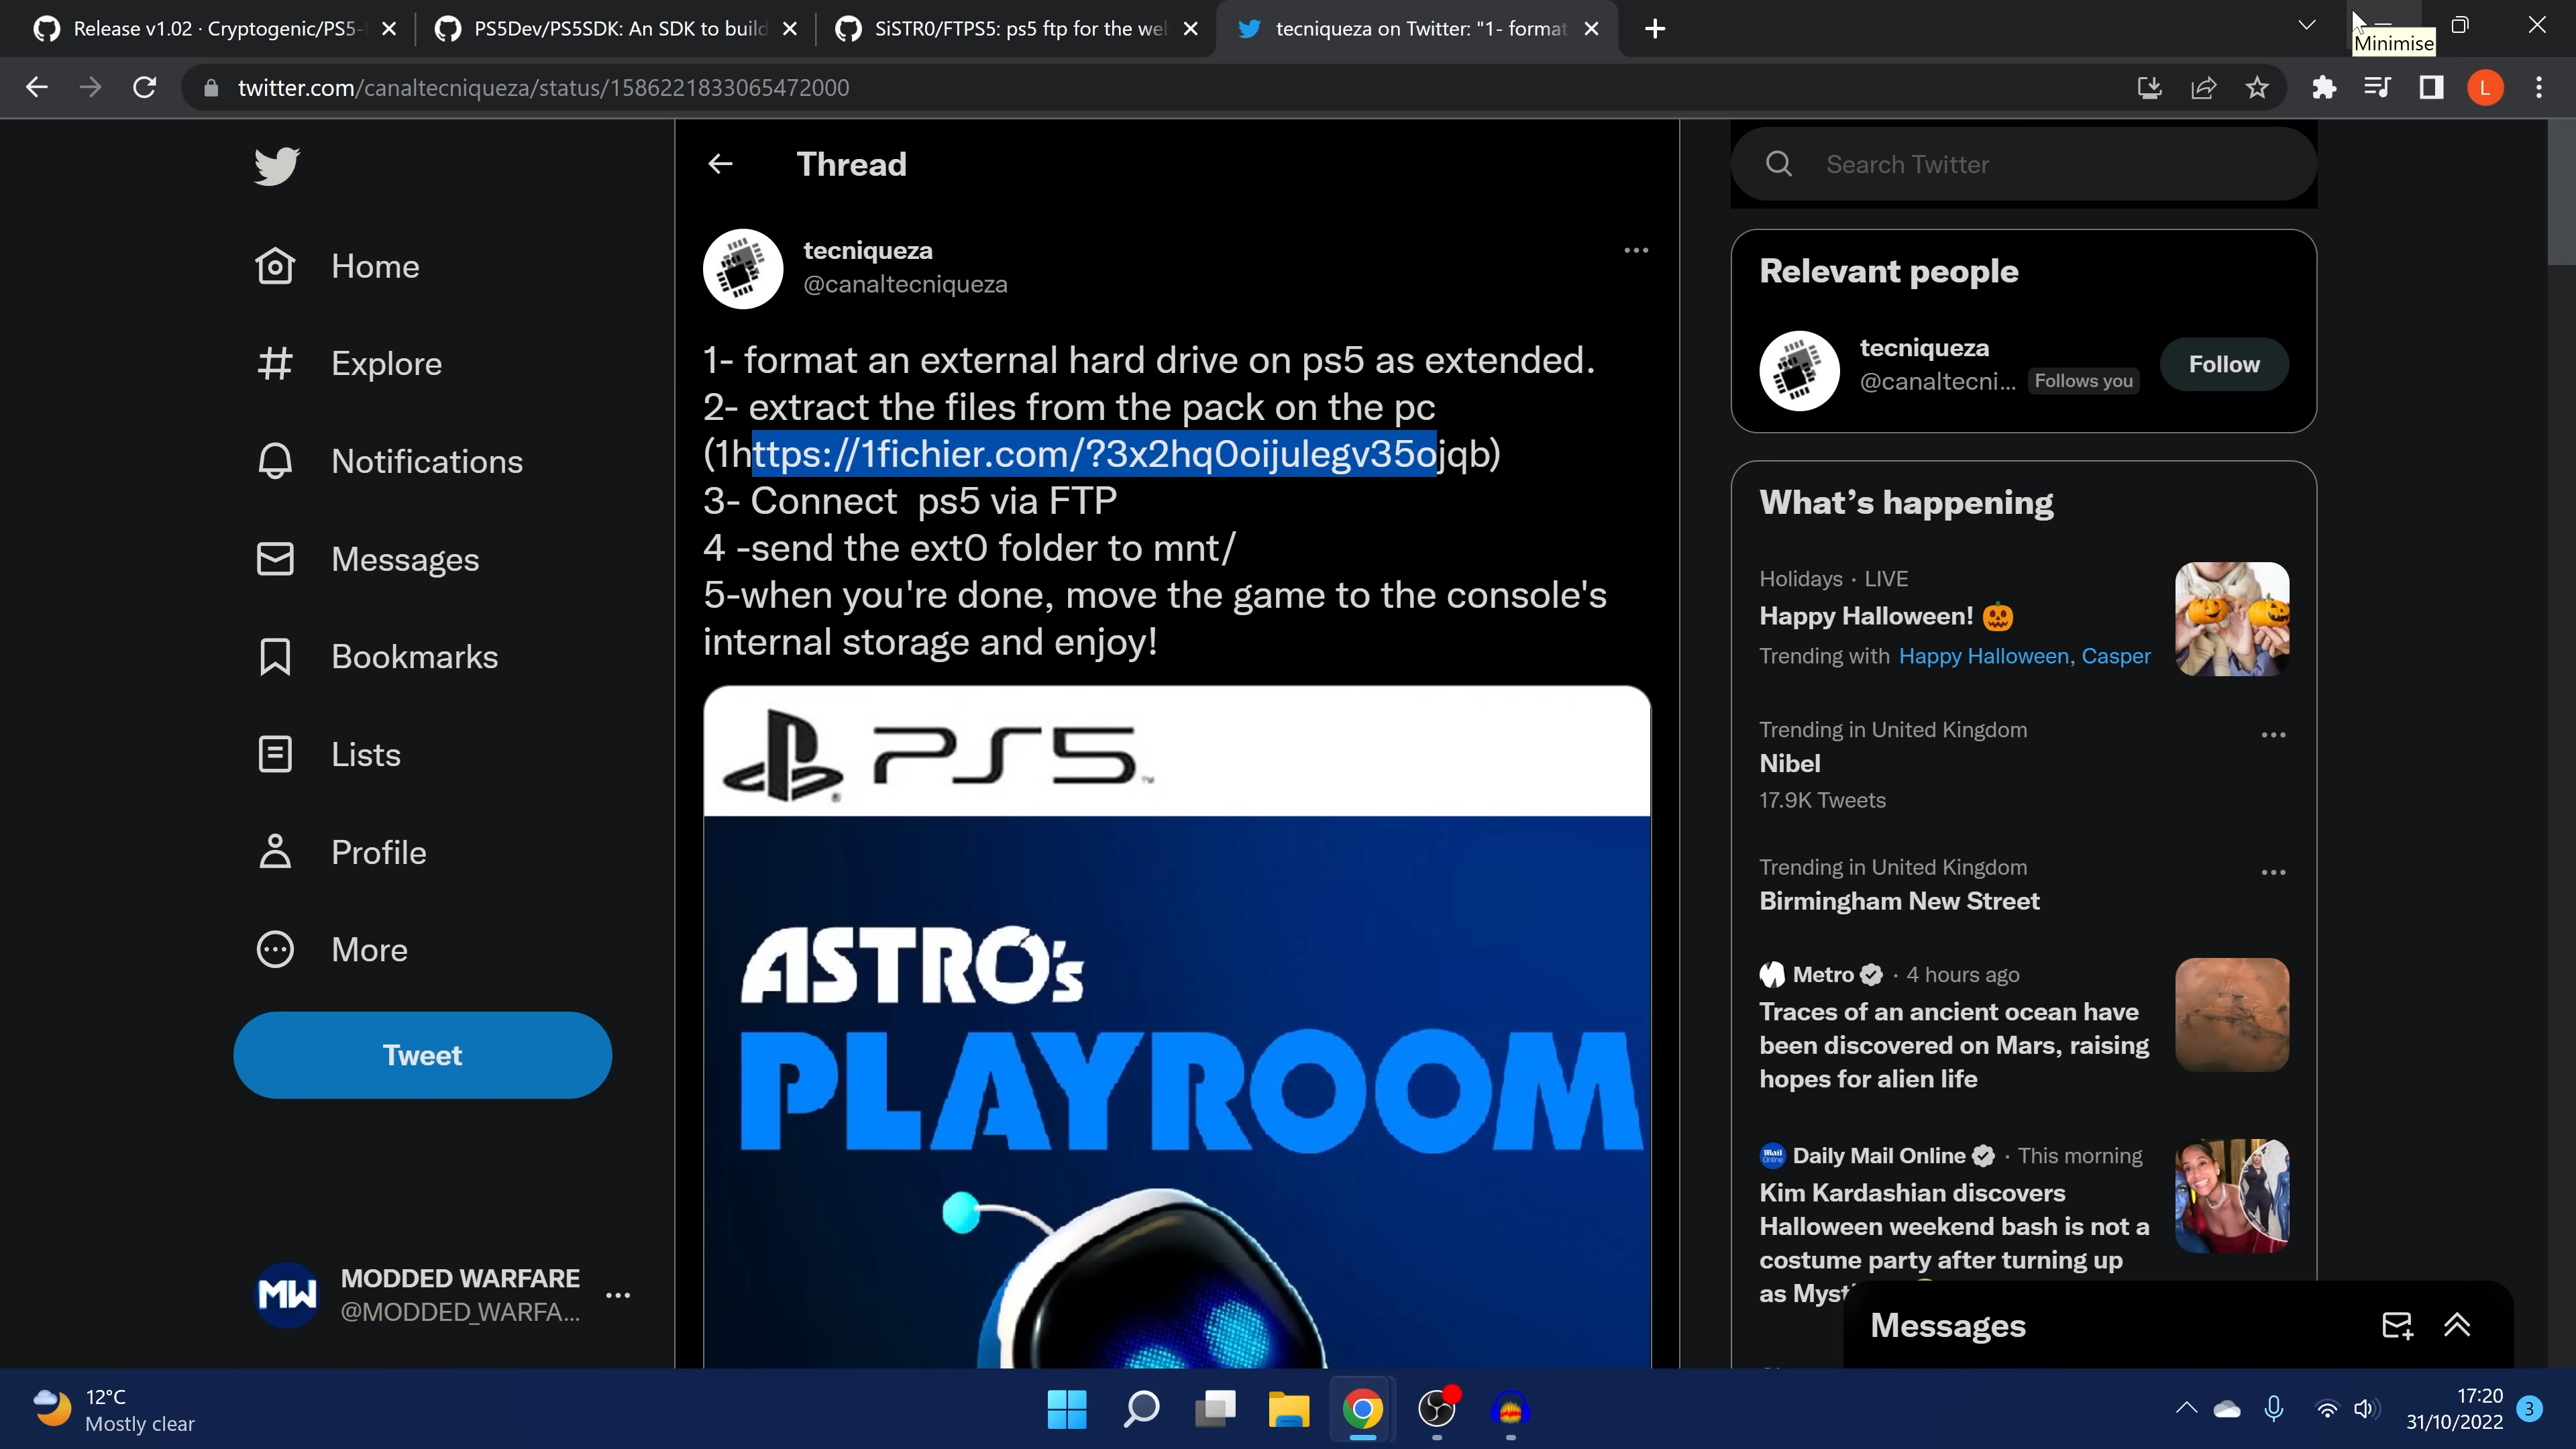 Release v1.02 · Cryptogenic/PS5-
PS5Dev/PS5SDK: An SDK to build
SiSTR0/FTPS5: ps5 ftp for the we
tecniqueza on Twitter: "1- format
Minimise
twitter.com/canaltecniqueza/status/1586221833065472000
L
Home
Explore
Notifications
Messages
Bookmarks
Lists
Profile
More
Tweet
MW
MODDED WARFARE
@MODDED_WARFA...
Thread
tecniqueza
@canaltecniqueza
1- format an external hard drive on ps5 as extended.
2- extract the files from the pack on the pc
(1https://1fichier.com/?3x2hq0oijulegv35ojqb)
3- Connect  ps5 via FTP
4 -send the ext0 folder to mnt/
5-when you're done, move the game to the console's
internal storage and enjoy!
PS5™
ASTRO's
PLAYROOM
Search Twitter
Relevant people
tecniqueza
@canaltecni... Follows you
Follow
What's happening
Holidays · LIVE
Happy Halloween! 🎃
Trending with Happy Halloween, Casper
Trending in United Kingdom
Nibel
17.9K Tweets
Trending in United Kingdom
Birmingham New Street
Metro · 4 hours ago
Traces of an ancient ocean have
been discovered on Mars, raising
hopes for alien life
Mail Online
Daily Mail Online · This morning
Kim Kardashian discovers
Halloween weekend bash is not a
costume party after turning up
as Myst
Messages
12°C
Mostly clear
17:20
31/10/2022
3